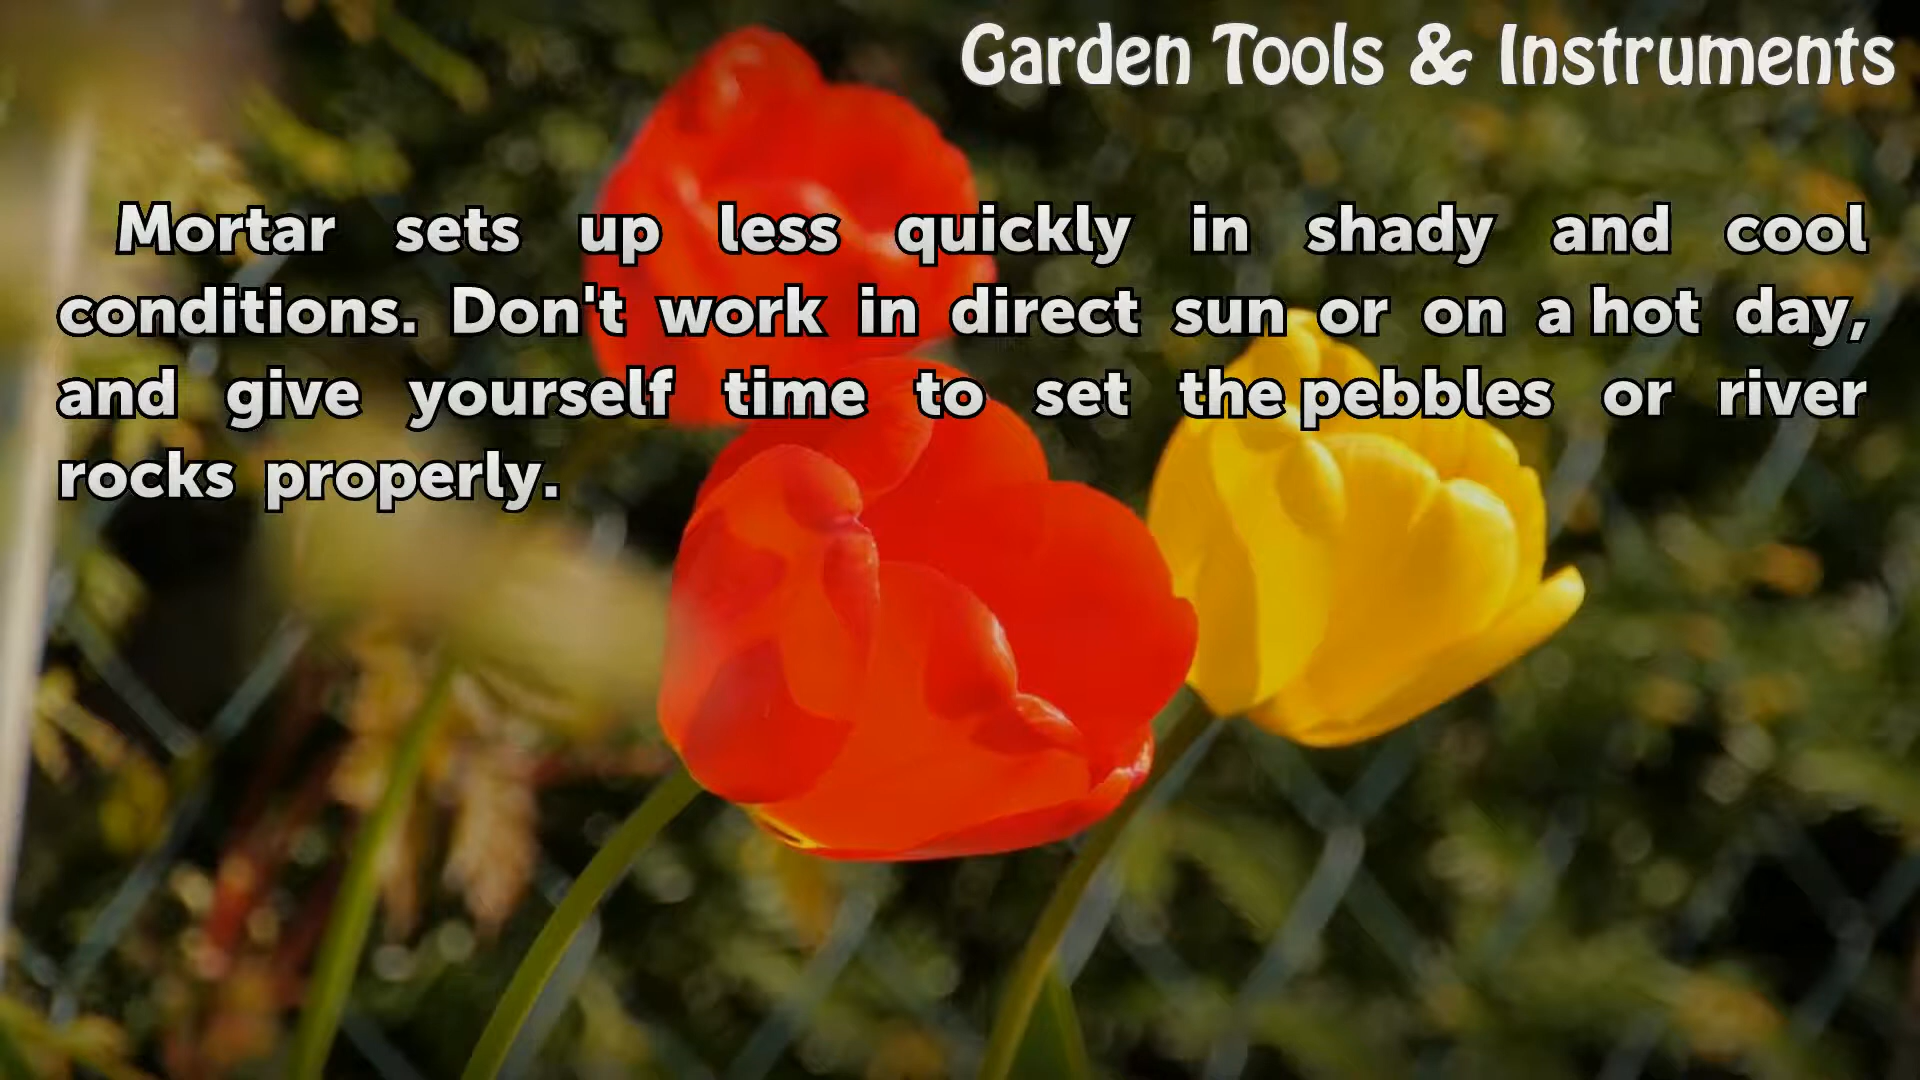 Garden Tools & Instruments
Mortar sets up less quickly in shady and cool
conditions. Don't work in direct sun or on a hot day,
and give yourself time to set the pebbles or river
rocks properly.